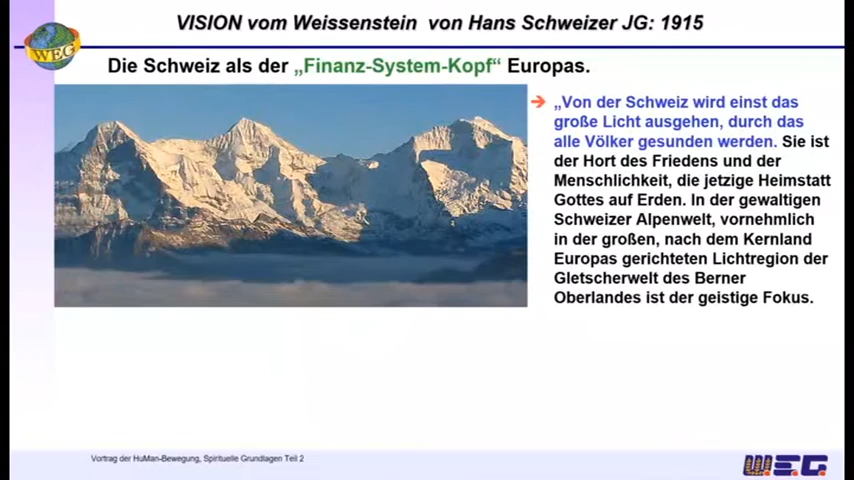 VISION vom Weissenstein von Hans Schweizer JG: 1915
WEG
Die Schweiz als der „Finanz-System-Kopf“ Europas.
„Von der Schweiz wird einst das
große Licht ausgehen, durch das
alle Völker gesunden werden. Sie ist
der Hort des Friedens und der
Menschlichkeit, die jetzige Heimstatt
Gottes auf Erden. In der gewaltigen
Schweizer Alpenwelt, vornehmlich
in der großen, nach dem Kernland
Europas gerichteten Lichtregion der
Gletscherwelt des Berner
Oberlandes ist der geistige Fokus.
Vortrag der HuMan-Bewegung, Spirituelle Grundlagen Teil 2
W.E.G.